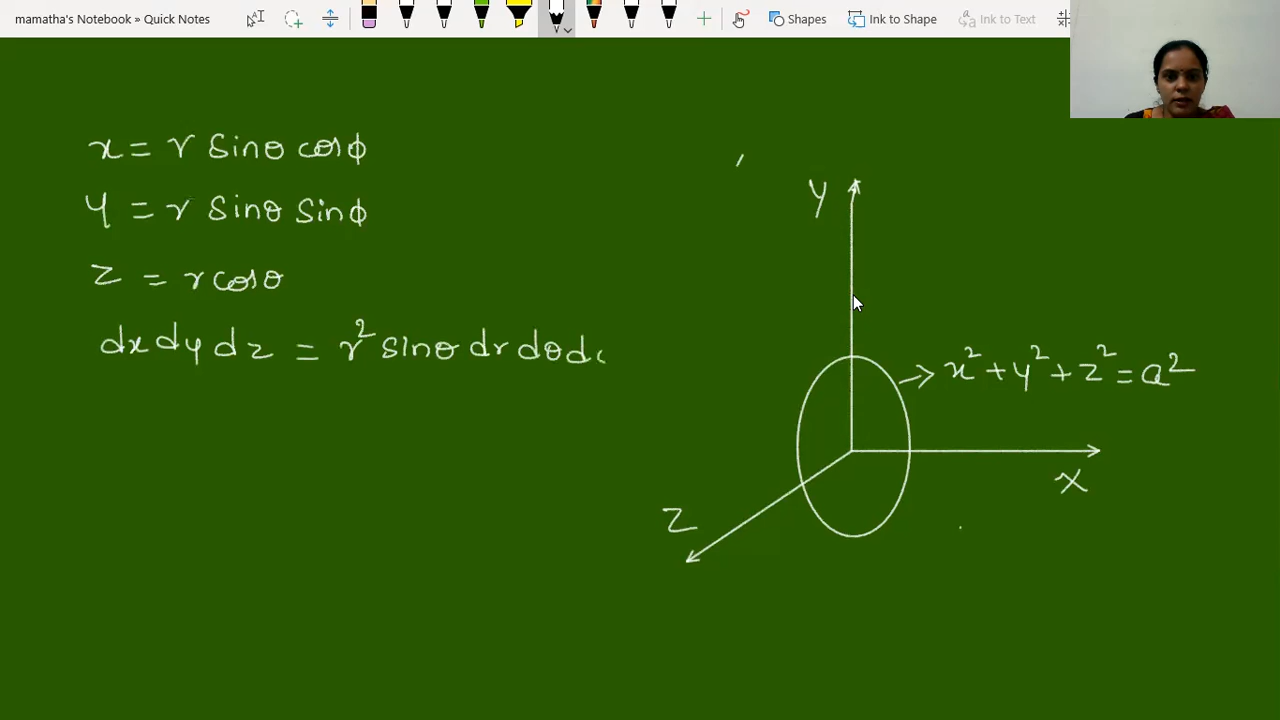 mamatha's Notebook » Quick Notes
Shapes
Ink to Shape
Ink to Text
x = r Sinθ cosϕ
y = r Sinθ Sinϕ
z = r cosθ
dx dy dz = r² sinθ dr dθ d
y
x² + y² + z² = a²
x
z